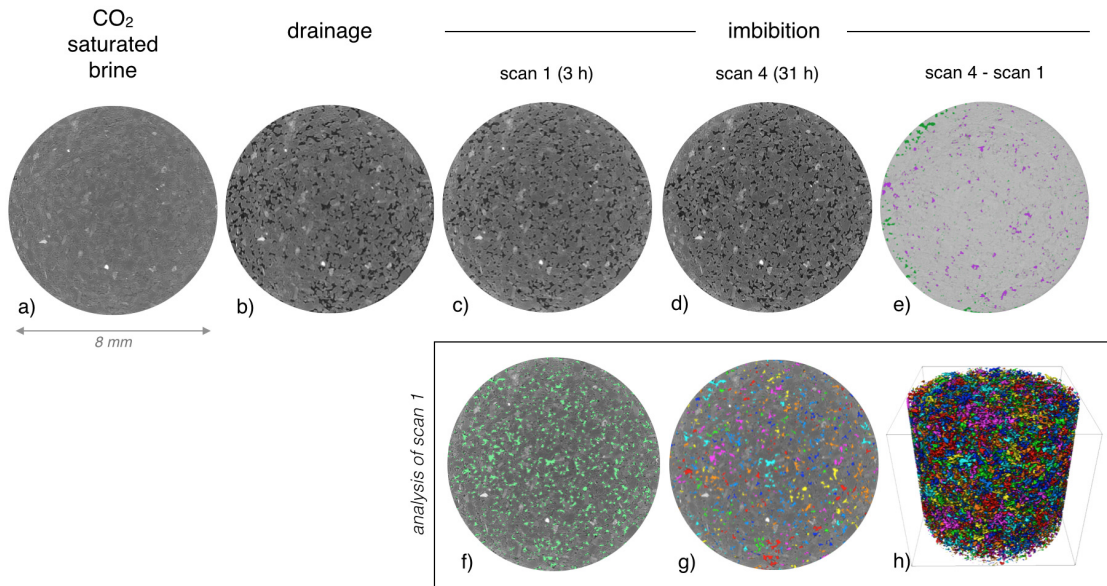 CO₂
saturated
brine
drainage
imbibition
scan 1 (3 h)
scan 4 (31 h)
scan 4 - scan 1
a)
b)
c)
d)
e)
8 mm
analysis of scan 1
f)
g)
h)